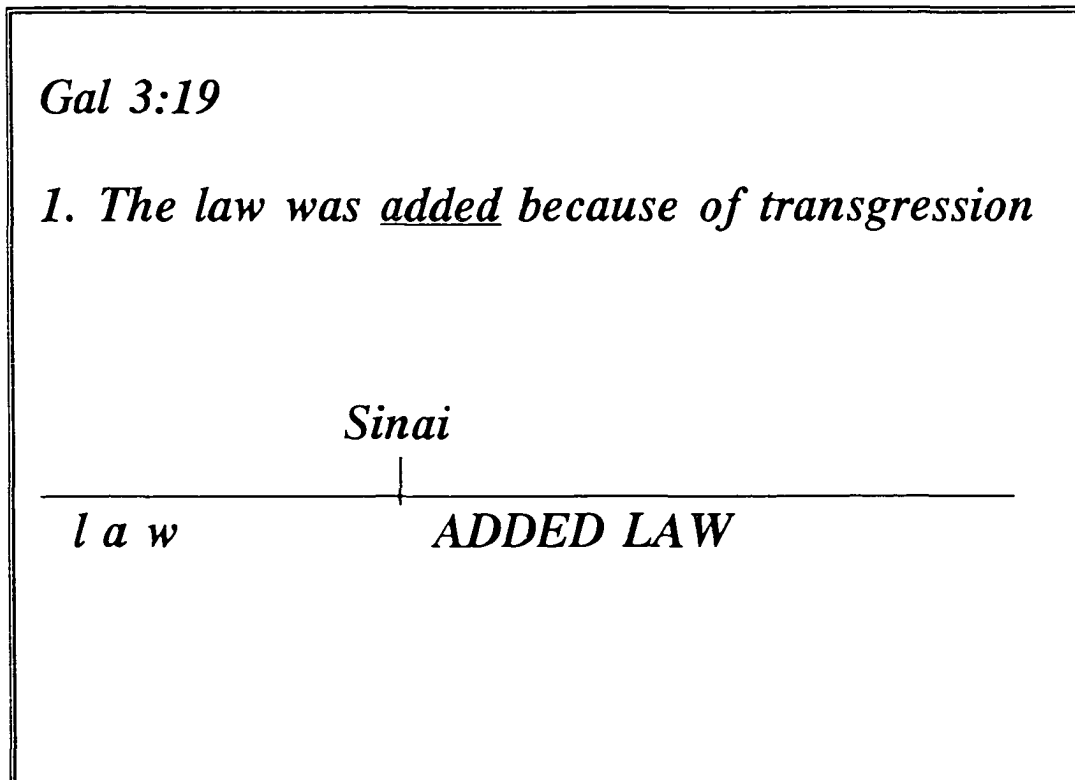 Gal 3:19
1. The law was added because of transgression
Sinai
l a w ADDED LAW